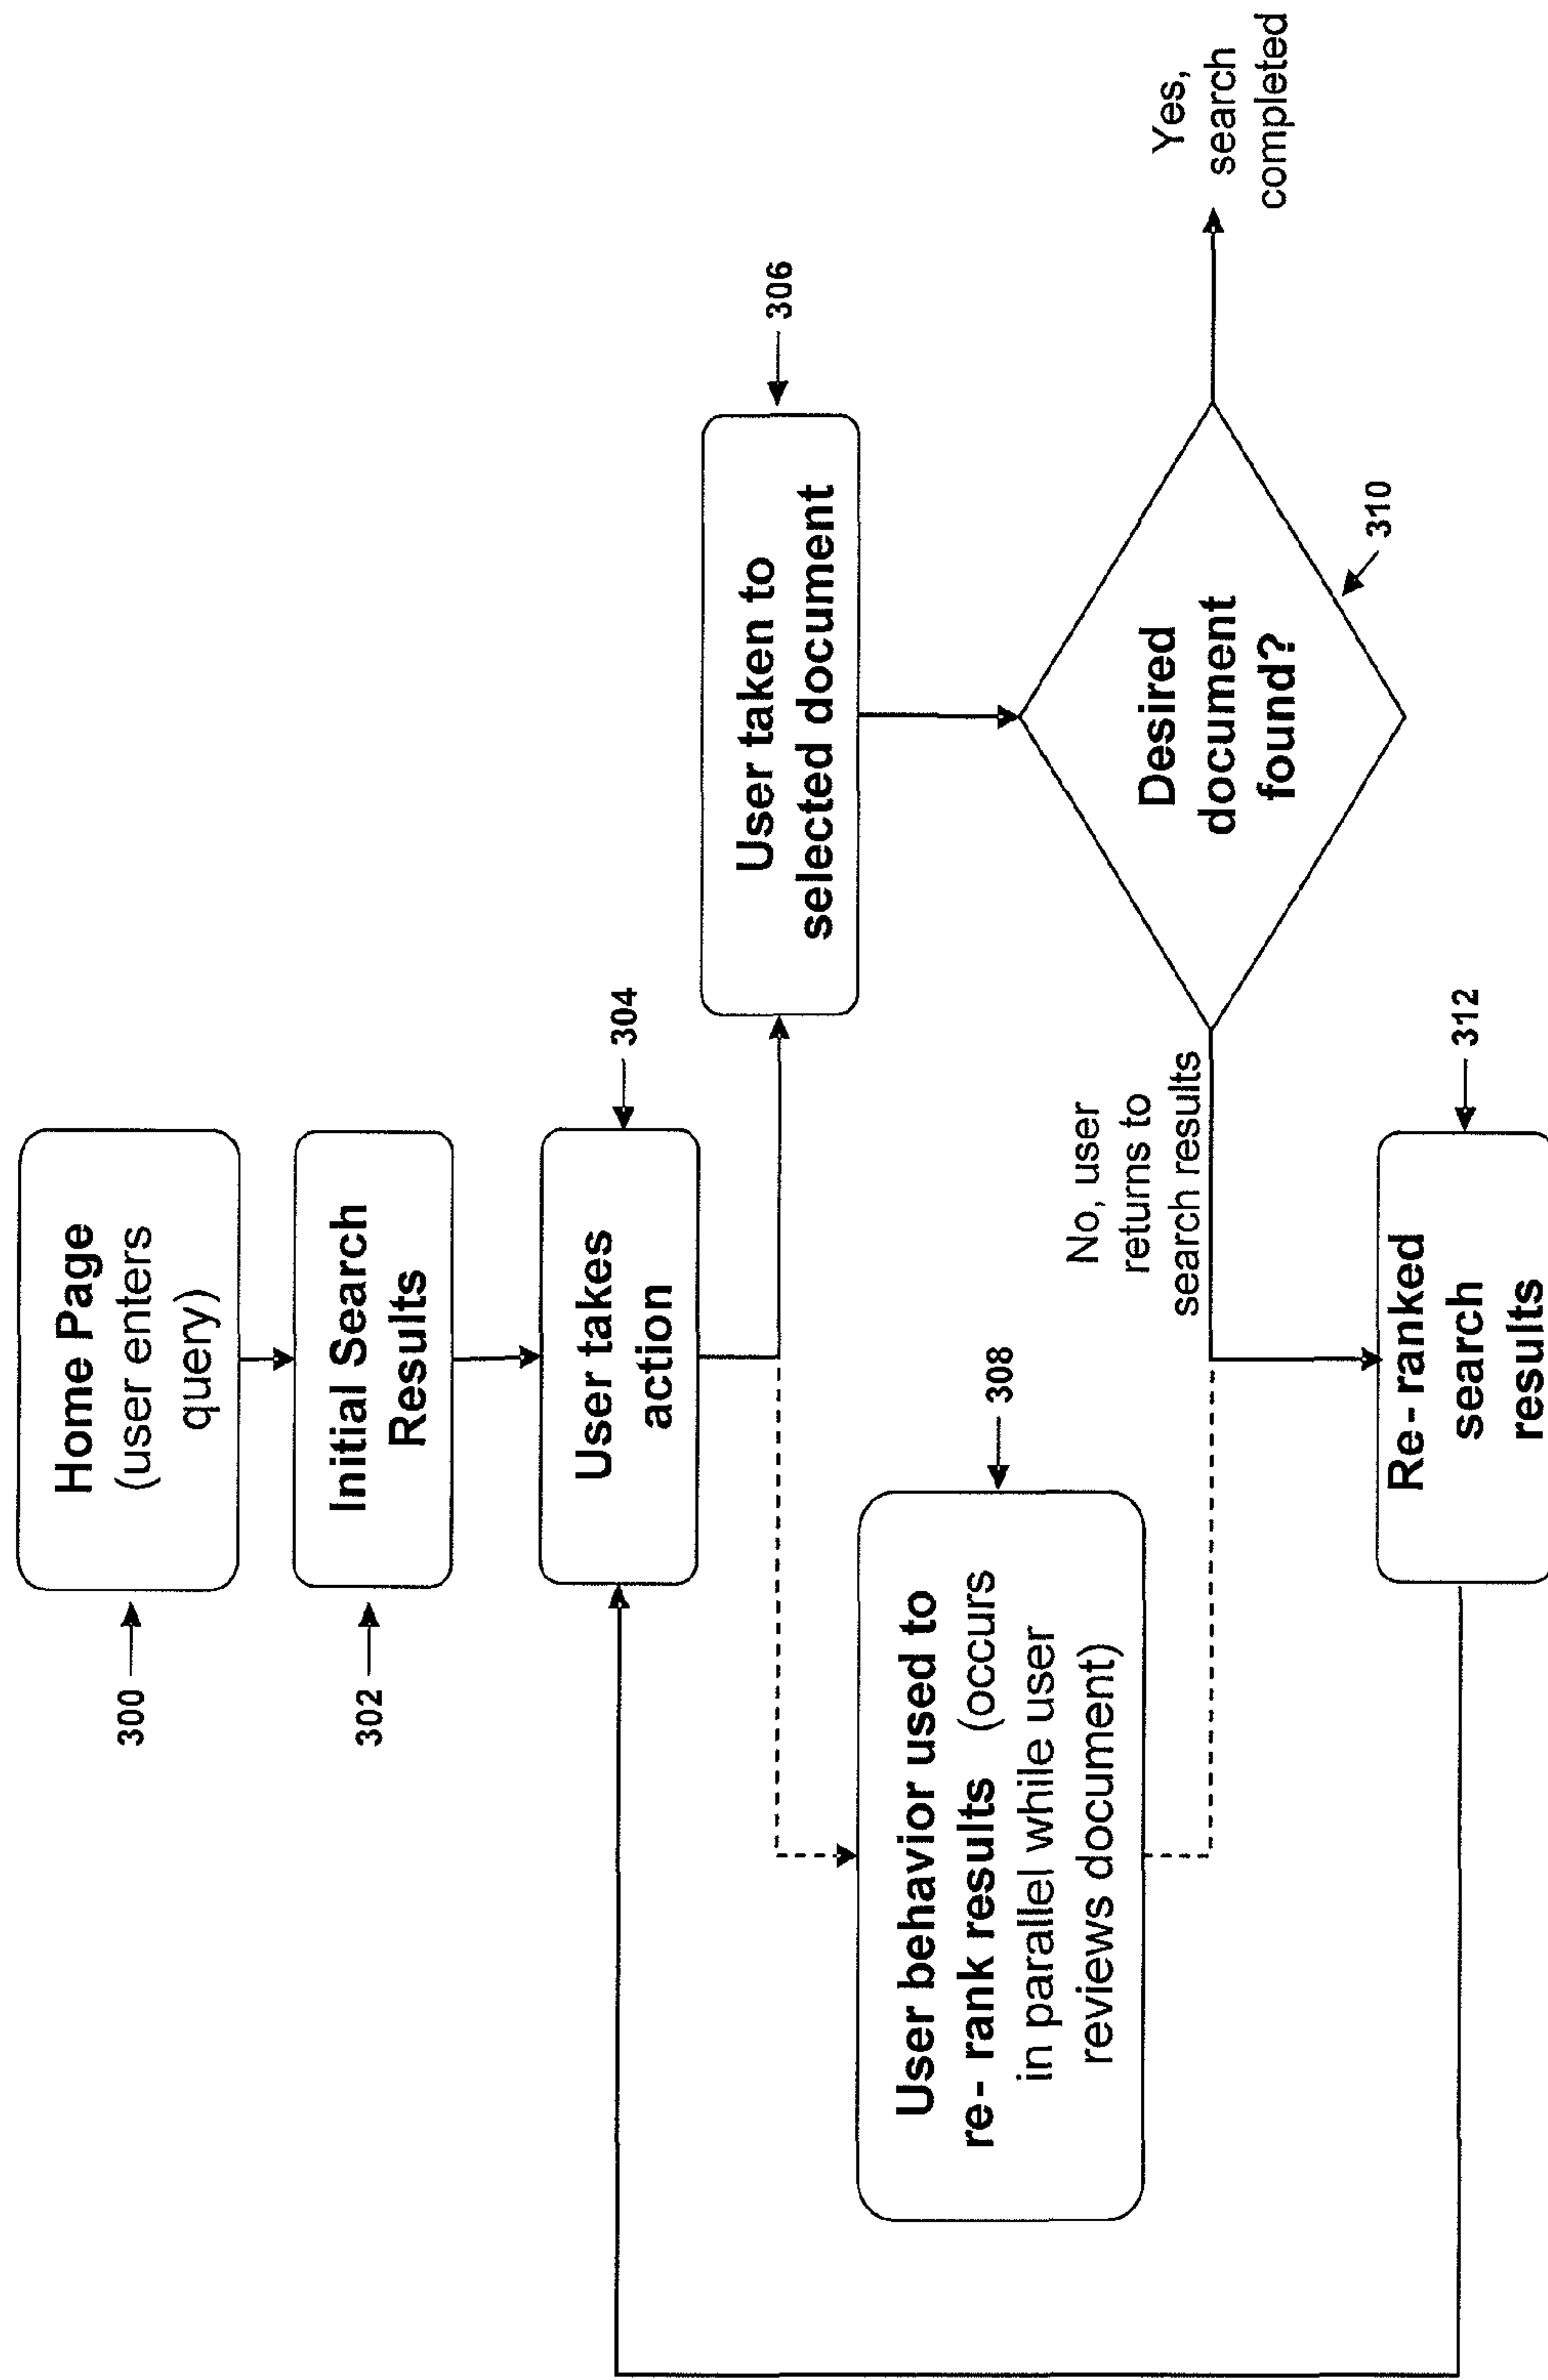 300
Home Page
(user enters
query)
302
Initial Search
Results
304
User takes
action
306
User taken to
selected document
308
User behavior used to
re- rank results (occurs
in parallel while user
reviews document)
310
Desired
document
found?
Yes,
search
completed
No, user
returns to
search results
312
Re- ranked
search
results